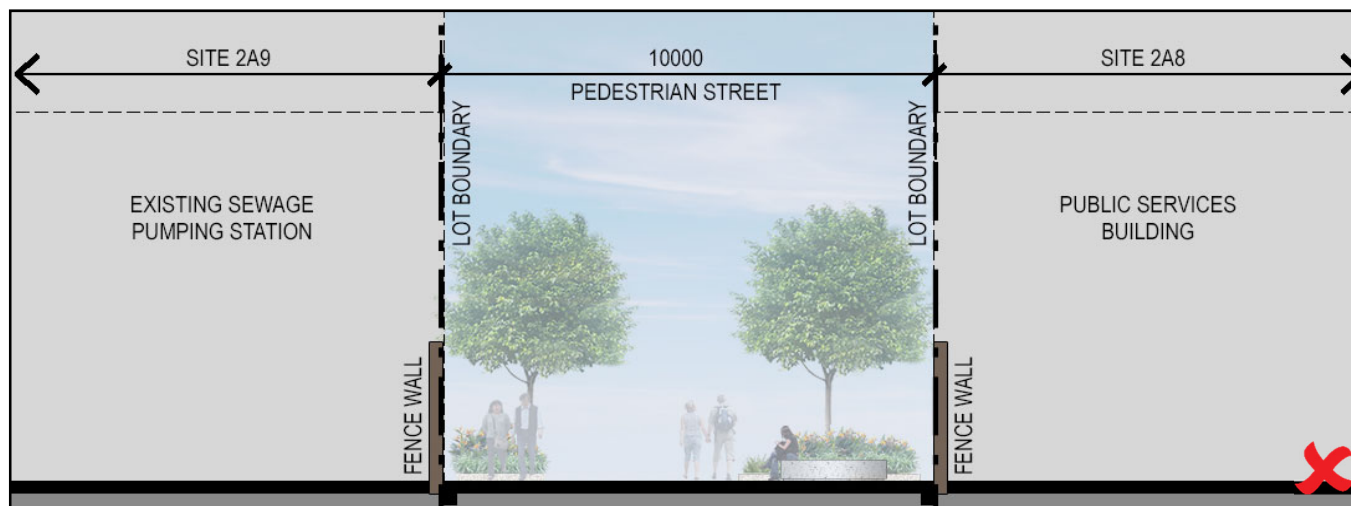 SITE 2A9
10000
SITE 2A8
PEDESTRIAN STREET
LOT BOUNDARY
LOT BOUNDARY
EXISTING SEWAGE
PUMPING STATION
PUBLIC SERVICES
BUILDING
FENCE WALL
FENCE WALL